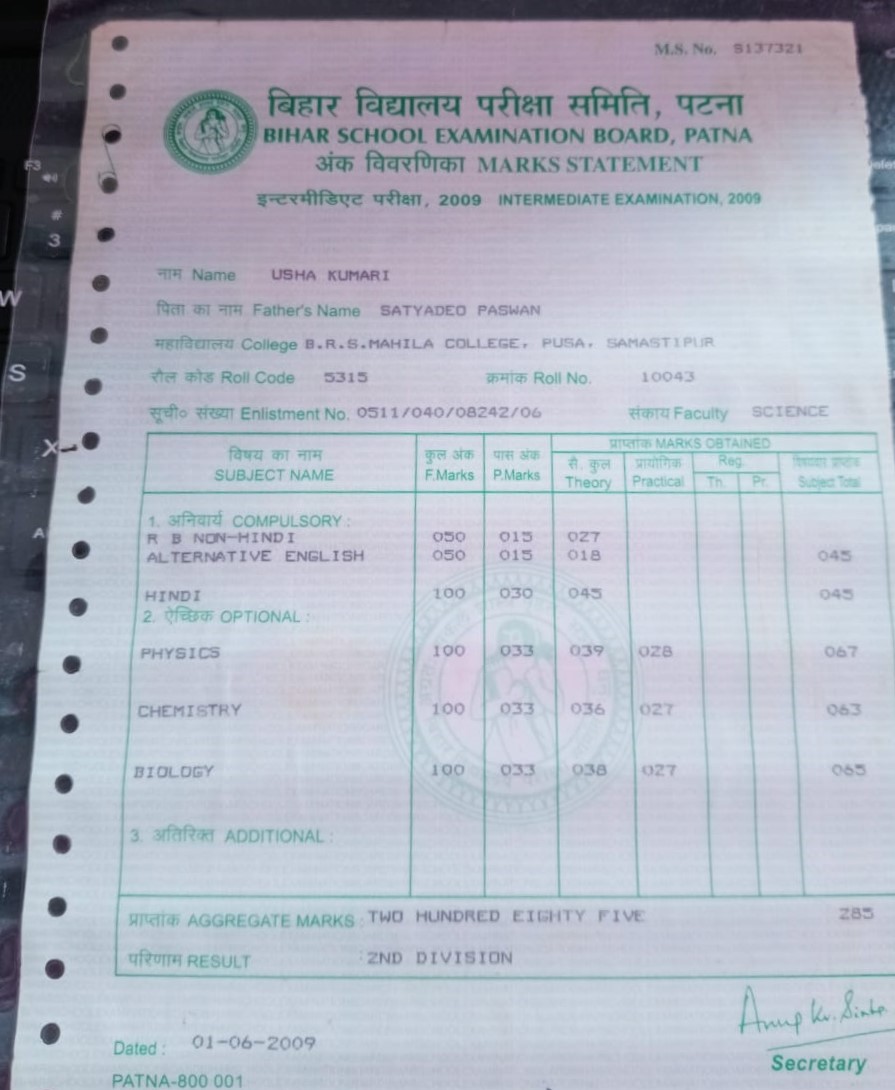 M.S. No. S137321
बिहार विद्यालय परीक्षा समिति, पटना
BIHAR SCHOOL EXAMINATION BOARD, PATNA
अंक विवरणिका MARKS STATEMENT
इन्टरमीडिएट परीक्षा, 2009 INTERMEDIATE EXAMINATION, 2009
नाम Name USHA KUMARI
पिता का नाम Father's Name SATYADEO PASWAN
महाविद्यालय College B.R.S.MAHILA COLLEGE, PUSA, SAMASTIPUR
रौल कोड Roll Code 5315 क्रमांक Roll No. 10043
सूची० संख्या Enlistment No. 0511/040/08242/06 संकाय Faculty SCIENCE
विषय का नाम कुल अंक पास अंक प्राप्तांक MARKS OBTAINED
SUBJECT NAME F.Marks P.Marks सै. कुल Theory प्रायोगिक Practical Reg. Th. Pr. विषयवार प्राप्तांक Subject Total
1. अनिवार्य COMPULSORY :
R B NON-HINDI 050 015 027
ALTERNATIVE ENGLISH 050 015 018 045
HINDI 100 030 045 045
2. ऐच्छिक OPTIONAL :
PHYSICS 100 033 039 028 067
CHEMISTRY 100 033 036 027 063
BIOLOGY 100 033 038 027 065
3. अतिरिक्त ADDITIONAL :
प्राप्तांक AGGREGATE MARKS : TWO HUNDRED EIGHTY FIVE 285
परिणाम RESULT : 2ND DIVISION
Anup Kr. Sinha
Dated : 01-06-2009
Secretary
PATNA-800 001
F3
#
3
W
S
X
A